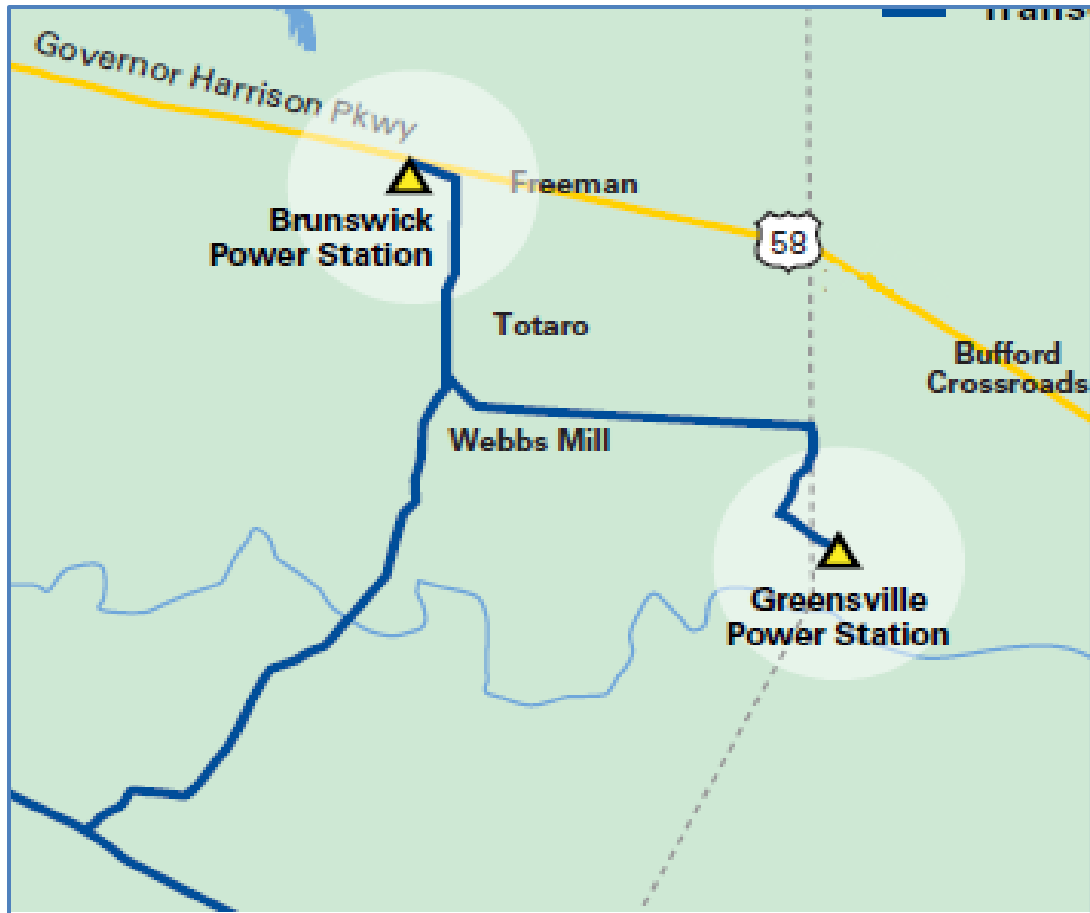 Governor Harrison Pkwy
Freeman
Brunswick
Power Station
58
Totaro
Bufford
Crossroads
Webbs Mill
Greensville
Power Station